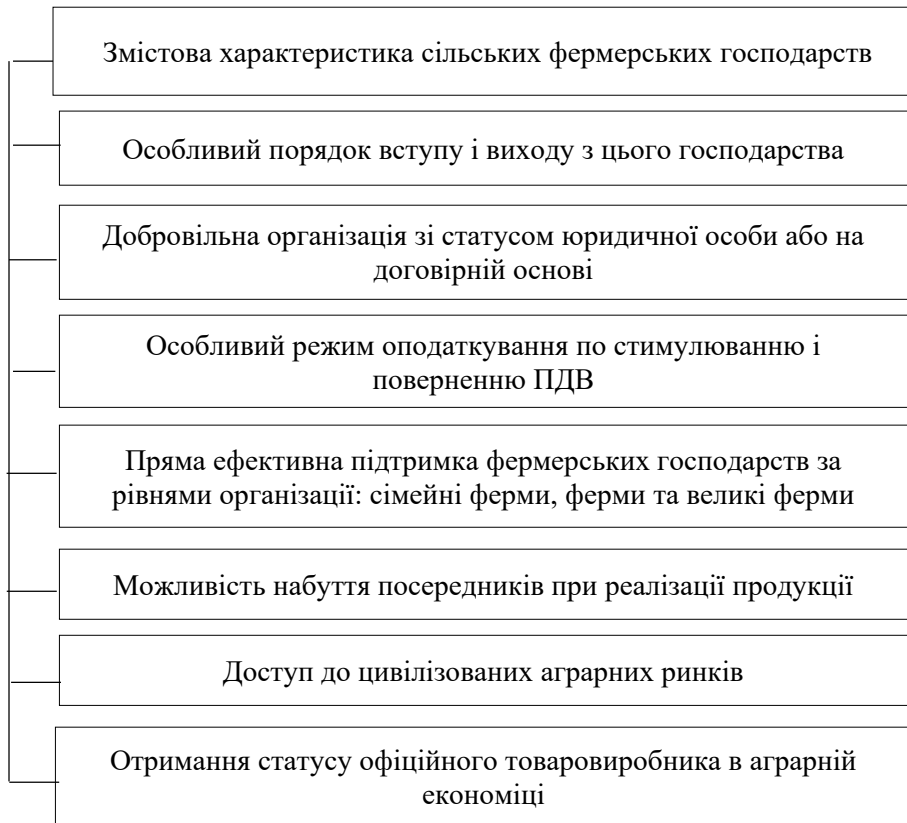 Змістова характеристика сільських фермерських господарств
Особливий порядок вступу і виходу з цього господарства
Добровільна організація зі статусом юридичної особи або на
договірній основі
Особливий режим оподаткування по стимулюванню і
поверненню ПДВ
Пряма ефективна підтримка фермерських господарств за
рівнями організації: сімейні ферми, ферми та великі ферми
Можливість набуття посередників при реалізації продукції
Доступ до цивілізованих аграрних ринків
Отримання статусу офіційного товаровиробника в аграрній
економіці